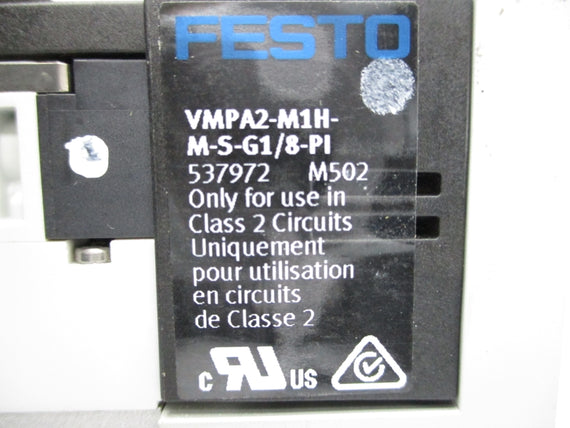 FESTO
VMPA2-M1H-
M-S-G1/8-PI
537972 M502
Only for use in
Class 2 Circuits
Uniquement
pour utilisation
en circuits
de Classe 2
c RU US